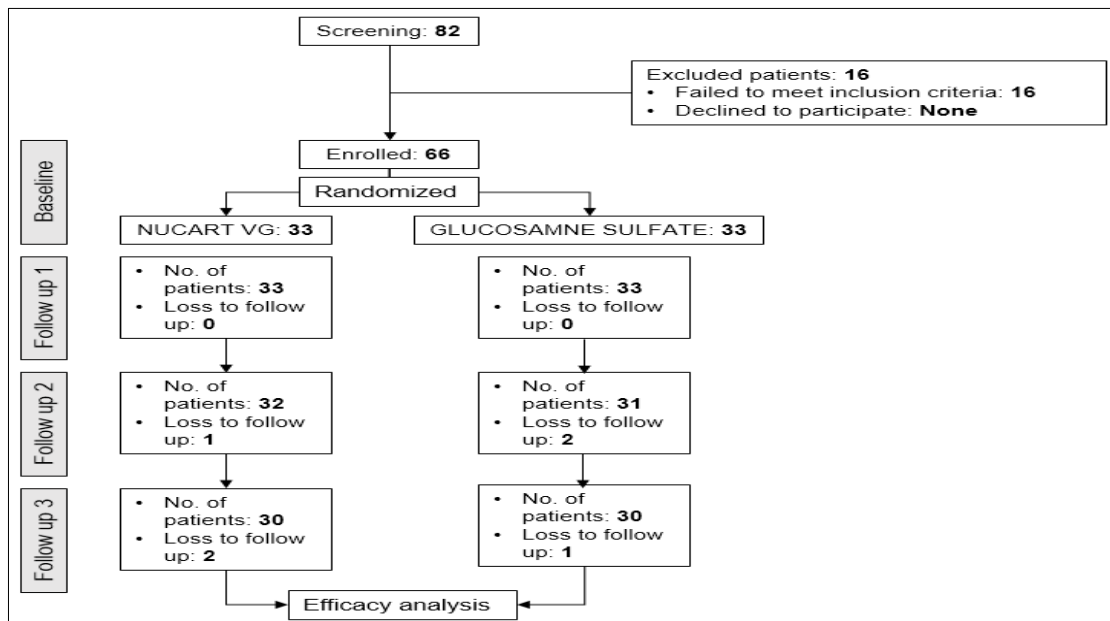 Screening: 82
Excluded patients: 16
• Failed to meet inclusion criteria: 16
• Declined to participate: None
Enrolled: 66
Randomized
Baseline
NUCART VG: 33
GLUCOSAMNE SULFATE: 33
Follow up 1
• No. of
patients: 33
• Loss to follow
up: 0
• No. of
patients: 33
• Loss to follow
up: 0
Follow up 2
• No. of
patients: 32
• Loss to follow
up: 1
• No. of
patients: 31
• Loss to follow
up: 2
Follow up 3
• No. of
patients: 30
• Loss to follow
up: 2
• No. of
patients: 30
• Loss to follow
up: 1
Efficacy analysis